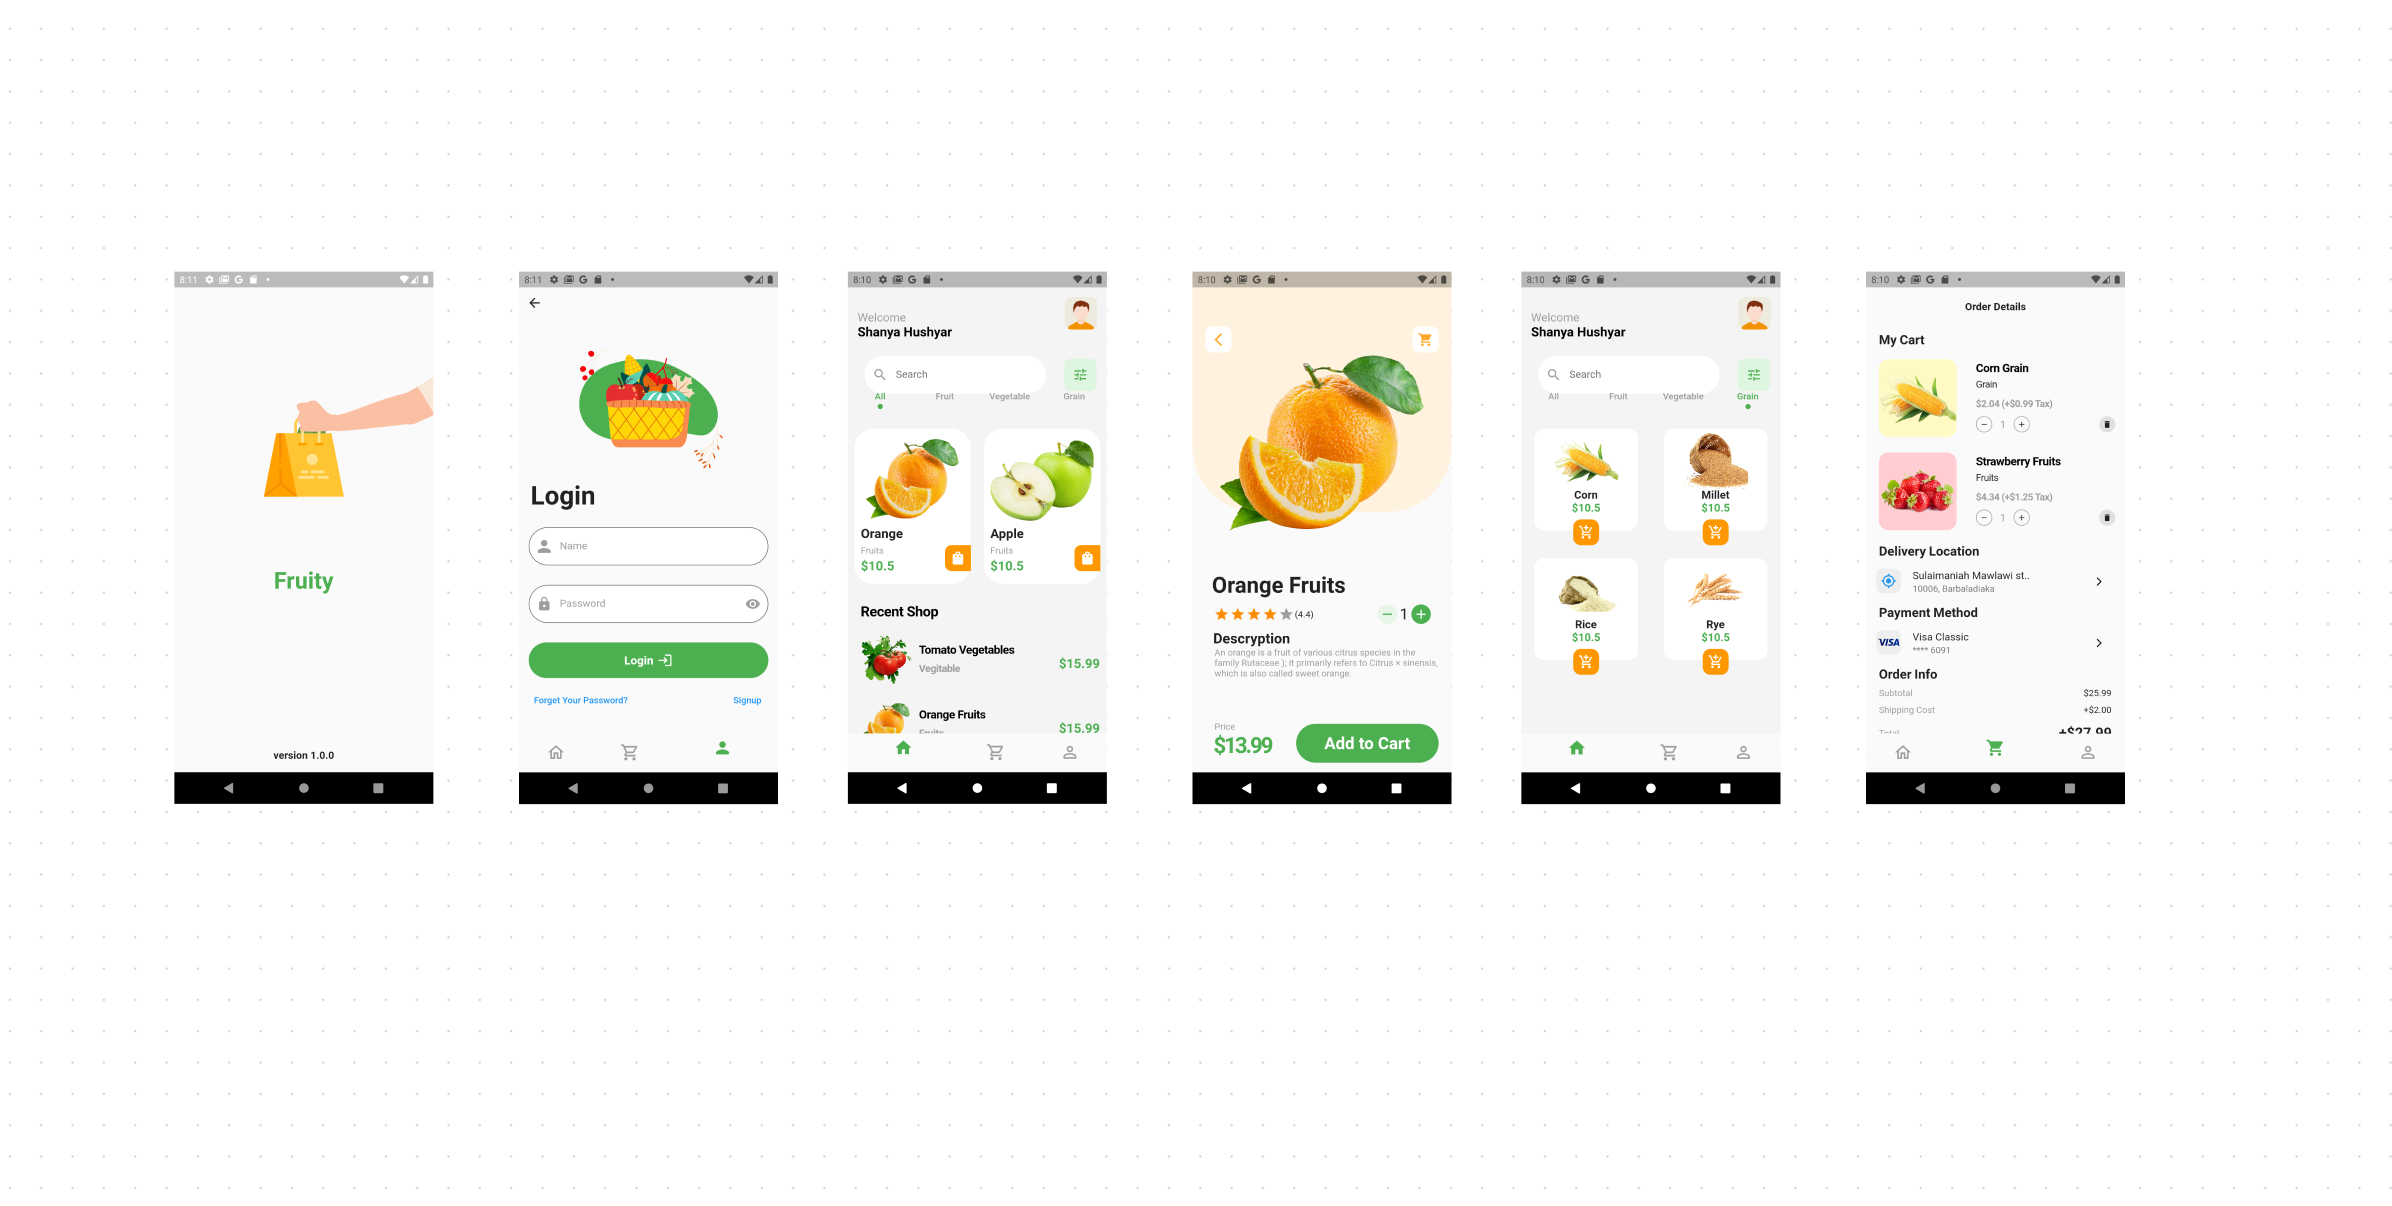 8:11
Fruity
version 1.0.0
8:11
Login
Name
Password
Login
Forget Your Password? Signup
8:10
Welcome
Shanya Hushyar
Search
All Fruit Vegetable Grain
Orange
Fruits
$10.5
Apple
Fruits
$10.5
Recent Shop
Tomato Vegetables
Vegitable
$15.99
Orange Fruits
Fruits
$15.99
8:10
Orange Fruits
(4.4)
1
Descryption
An orange is a fruit of various citrus species in the
family Rutaceae ); it primarily refers to Citrus × sinensis,
which is also called sweet orange.
Price
$13.99
Add to Cart
8:10
Welcome
Shanya Hushyar
Search
All Fruit Vegetable Grain
Corn
$10.5
Millet
$10.5
Rice
$10.5
Rye
$10.5
8:10
Order Details
My Cart
Corn Grain
Grain
$2.04 (+$0.99 Tax)
1
Strawberry Fruits
Fruits
$4.34 (+$1.25 Tax)
1
Delivery Location
Sulaimaniah Mawlawi st..
10006, Barbaladiaka
Payment Method
VISA
Visa Classic
**** 6091
Order Info
Subtotal $25.99
Shipping Cost +$2.00
Total +$27.99